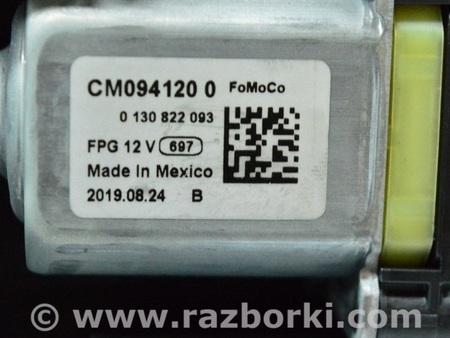 CM094120 0 FoMoCo
0 130 822 093
FPG 12 V 697
Made In Mexico
2019.08.24 B
© www.razborki.com